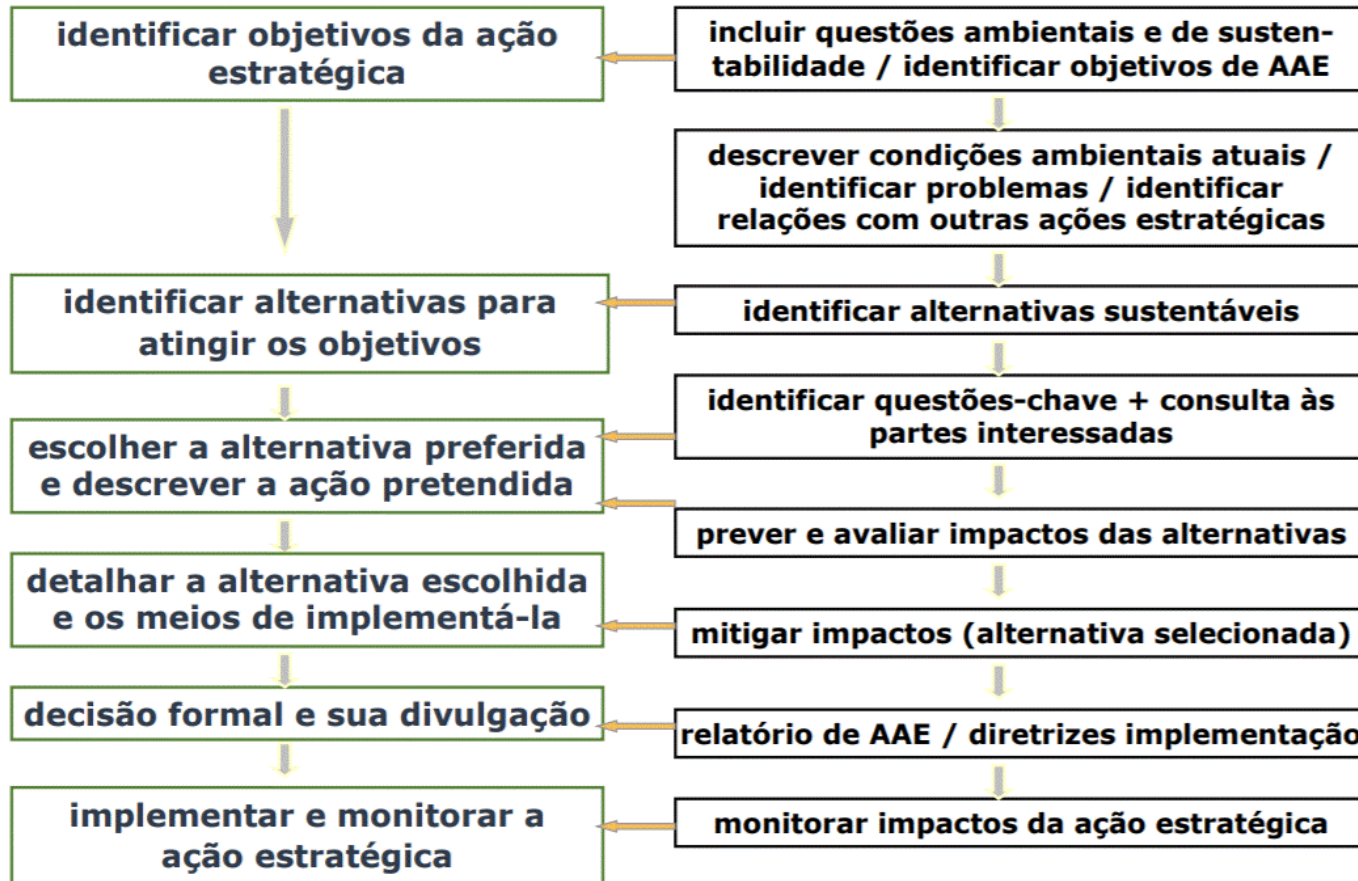 identificar objetivos da ação
estratégica
identificar alternativas para
atingir os objetivos
escolher a alternativa preferida
e descrever a ação pretendida
detalhar a alternativa escolhida
e os meios de implementá-la
decisão formal e sua divulgação
implementar e monitorar a
ação estratégica
incluir questões ambientais e de susten-
tabilidade / identificar objetivos de AAE
descrever condições ambientais atuais /
identificar problemas / identificar
relações com outras ações estratégicas
identificar alternativas sustentáveis
identificar questões-chave + consulta às
partes interessadas
prever e avaliar impactos das alternativas
mitigar impactos (alternativa selecionada)
relatório de AAE / diretrizes implementação
monitorar impactos da ação estratégica